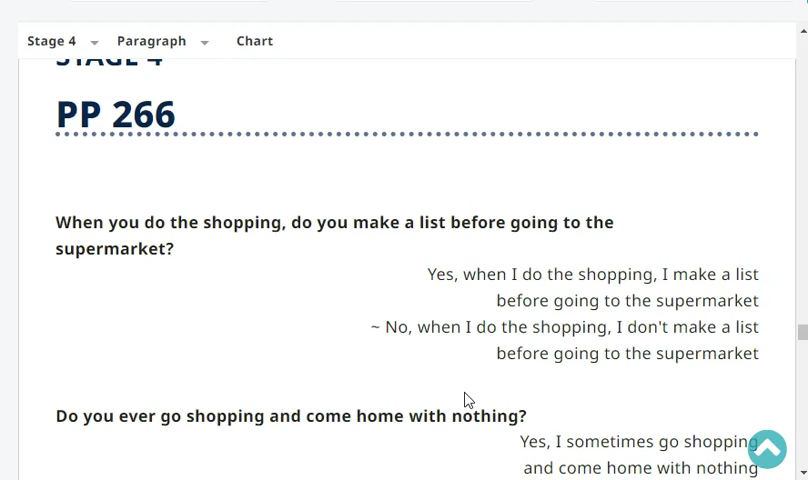 Stage 4 Paragraph Chart
STAGE 4
PP 266
When you do the shopping, do you make a list before going to the
supermarket?
Yes, when I do the shopping, I make a list
before going to the supermarket
~ No, when I do the shopping, I don't make a list
before going to the supermarket
Do you ever go shopping and come home with nothing?
Yes, I sometimes go shopping
and come home with nothing